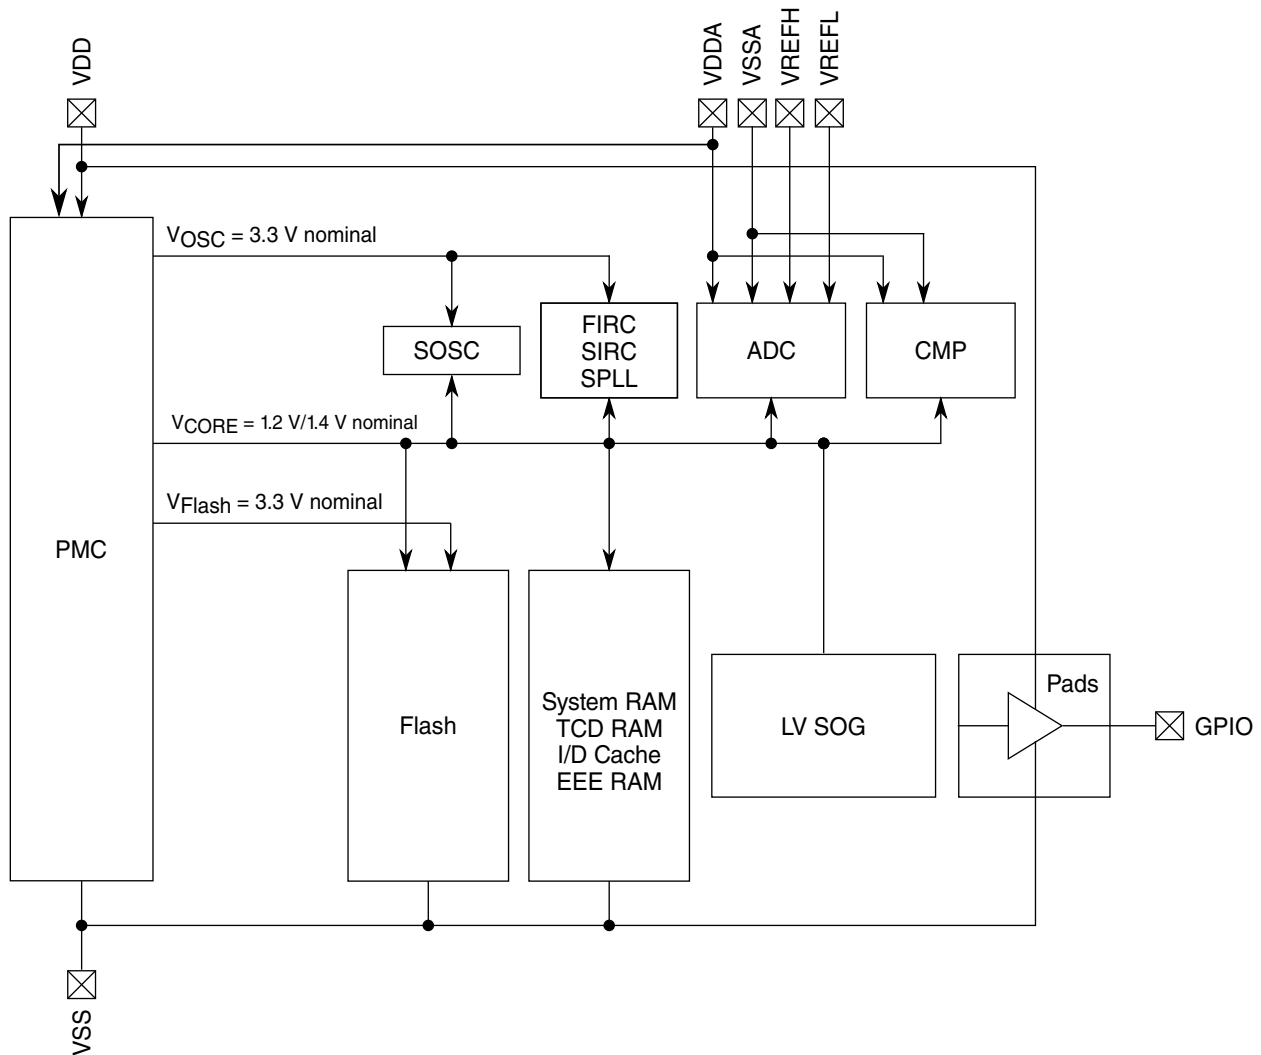 VDD
VDDA
VSSA
VREFH
VREFL
VOSC = 3.3 V nominal
SOSC
FIRC
SIRC
SPLL
ADC
CMP
VCORE = 1.2 V/1.4 V nominal
VFlash = 3.3 V nominal
PMC
Flash
System RAM
TCD RAM
I/D Cache
EEE RAM
LV SOG
Pads
GPIO
VSS